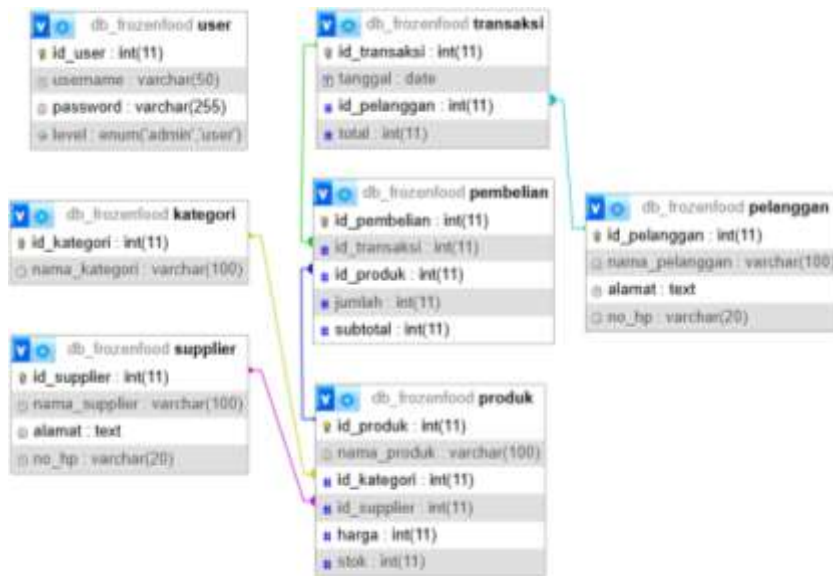 db_frozenfood user
id_user : int(11)
username : varchar(50)
password : varchar(255)
level : enum('admin','user')
db_frozenfood transaksi
id_transaksi : int(11)
tanggal : date
id_pelanggan : int(11)
total : int(11)
db_frozenfood kategori
id_kategori : int(11)
nama_kategori : varchar(100)
db_frozenfood pembelian
id_pembelian : int(11)
id_transaksi : int(11)
id_produk : int(11)
jumlah : int(11)
subtotal : int(11)
db_frozenfood pelanggan
id_pelanggan : int(11)
nama_pelanggan : varchar(100)
alamat : text
no_hp : varchar(20)
db_frozenfood supplier
id_supplier : int(11)
nama_supplier : varchar(100)
alamat : text
no_hp : varchar(20)
db_frozenfood produk
id_produk : int(11)
nama_produk : varchar(100)
id_kategori : int(11)
id_supplier : int(11)
harga : int(11)
stok : int(11)